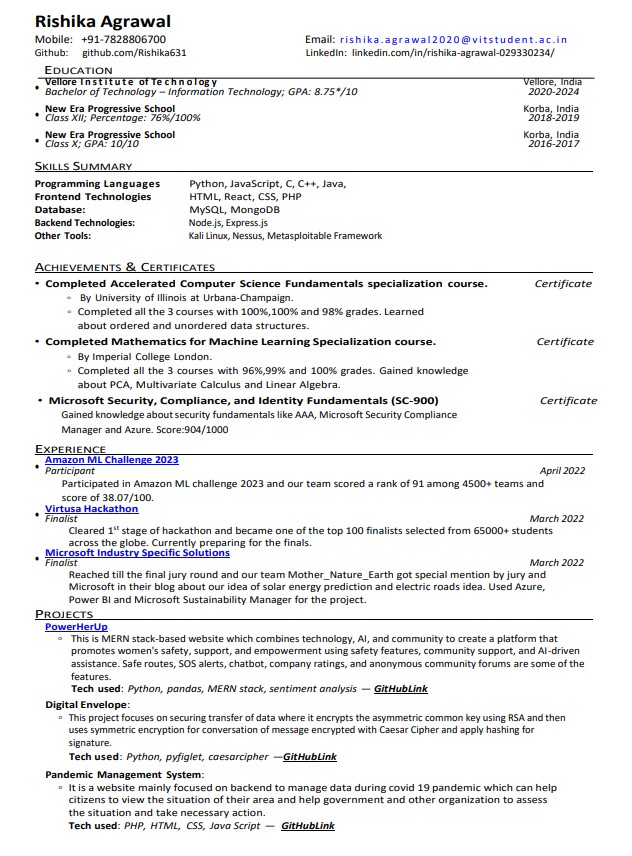 Rishika Agrawal
Mobile: +91-7828806700 Email: rishika.agrawal2020@vitstudent.ac.in
Github: github.com/Rishika631 LinkedIn: linkedin.com/in/rishika-agrawal-029330234/
EDUCATION
• Vellore Institute of Technology Vellore, India
Bachelor of Technology – Information Technology; GPA: 8.75*/10 2020-2024
• New Era Progressive School Korba, India
Class XII; Percentage: 76%/100% 2018-2019
• New Era Progressive School Korba, India
Class X; GPA: 10/10 2016-2017
SKILLS SUMMARY
Programming Languages Python, JavaScript, C, C++, Java,
Frontend Technologies HTML, React, CSS, PHP
Database: MySQL, MongoDB
Backend Technologies: Node.js, Express.js
Other Tools: Kali Linux, Nessus, Metasploitable Framework
ACHIEVEMENTS & CERTIFICATES
• Completed Accelerated Computer Science Fundamentals specialization course. Certificate
◦ By University of Illinois at Urbana-Champaign.
◦ Completed all the 3 courses with 100%,100% and 98% grades. Learned
about ordered and unordered data structures.
• Completed Mathematics for Machine Learning Specialization course. Certificate
◦ By Imperial College London.
◦ Completed all the 3 courses with 96%,99% and 100% grades. Gained knowledge
about PCA, Multivariate Calculus and Linear Algebra.
• Microsoft Security, Compliance, and Identity Fundamentals (SC-900) Certificate
Gained knowledge about security fundamentals like AAA, Microsoft Security Compliance
Manager and Azure. Score:904/1000
EXPERIENCE
• Amazon ML Challenge 2023
Participant April 2022
Participated in Amazon ML challenge 2023 and our team scored a rank of 91 among 4500+ teams and
score of 38.07/100.
• Virtusa Hackathon
Finalist March 2022
Cleared 1st stage of hackathon and became one of the top 100 finalists selected from 65000+ students
across the globe. Currently preparing for the finals.
• Microsoft Industry Specific Solutions
Finalist March 2022
Reached till the final jury round and our team Mother_Nature_Earth got special mention by jury and
Microsoft in their blog about our idea of solar energy prediction and electric roads idea. Used Azure,
Power BI and Microsoft Sustainability Manager for the project.
PROJECTS
PowerHerUp
◦ This is MERN stack-based website which combines technology, AI, and community to create a platform that
promotes women's safety, support, and empowerment using safety features, community support, and AI-driven
assistance. Safe routes, SOS alerts, chatbot, company ratings, and anonymous community forums are some of the
features.
Tech used: Python, pandas, MERN stack, sentiment analysis — GitHubLink
Digital Envelope:
◦ This project focuses on securing transfer of data where it encrypts the asymmetric common key using RSA and then
uses symmetric encryption for conversation of message encrypted with Caesar Cipher and apply hashing for
signature.
Tech used: Python, pyfiglet, caesarcipher —GitHubLink
Pandemic Management System:
◦ It is a website mainly focused on backend to manage data during covid 19 pandemic which can help
citizens to view the situation of their area and help government and other organization to assess
the situation and take necessary action.
Tech used: PHP, HTML, CSS, Java Script — GitHubLink